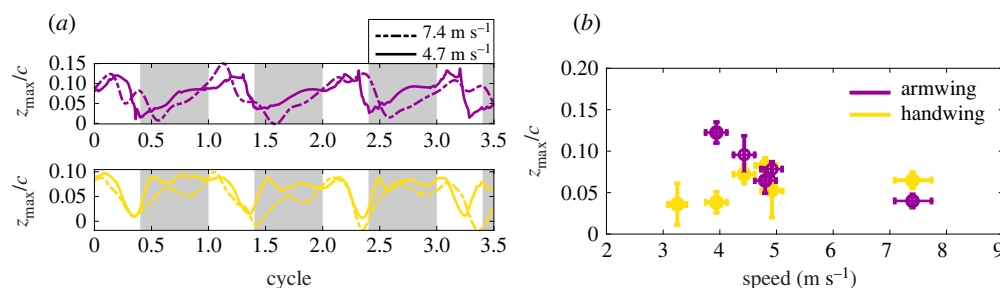 (a)
7.4 m s⁻¹
4.7 m s⁻¹
z_max/c
0.15
0.10
0.05
0
0 0.5 1.0 1.5 2.0 2.5 3.0 3.5
z_max/c
0.10
0.05
0
0 0.5 1.0 1.5 2.0 2.5 3.0 3.5
cycle
(b)
z_max/c
0.20
0.15
0.10
0.05
0
armwing
handwing
2 3 4 5 6 7 8 9
speed (m s⁻¹)